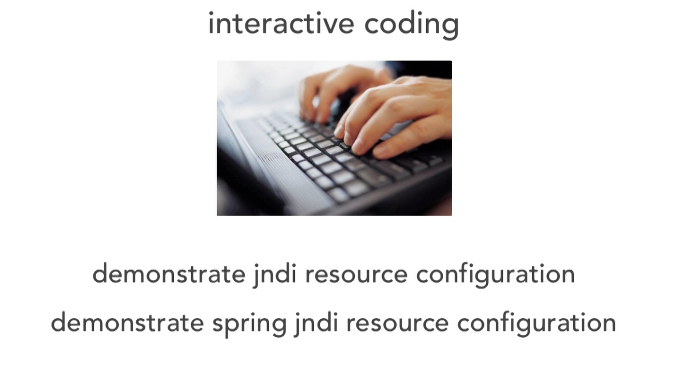 interactive coding
demonstrate jndi resource configuration
demonstrate spring jndi resource configuration